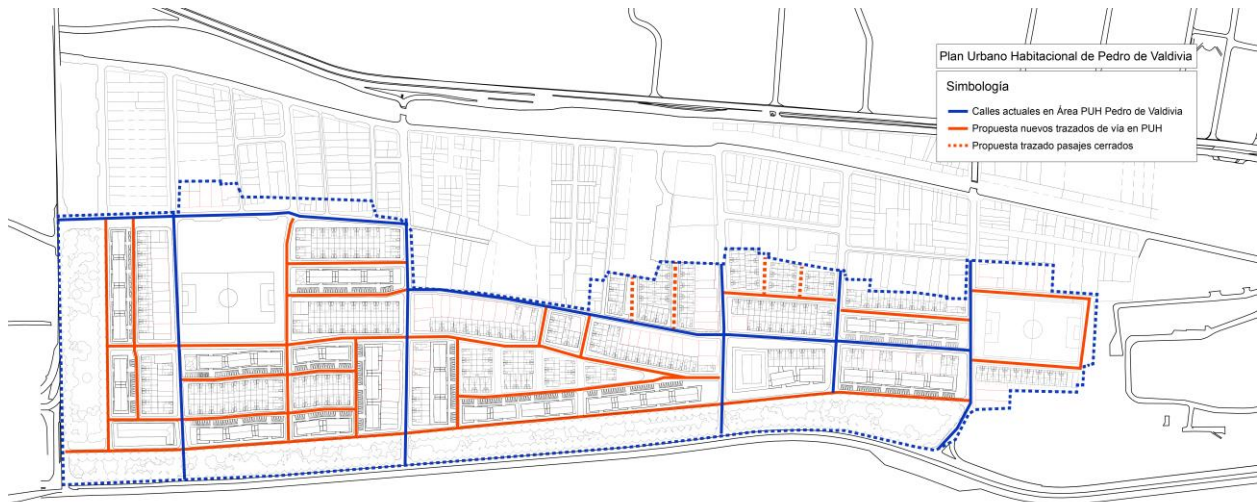 Plan Urbano Habitacional de Pedro de Valdivia
Simbología
Calles actuales en Área PUH Pedro de Valdivia
Propuesta nuevos trazados de vía en PUH
Propuesta trazado pasajes cerrados